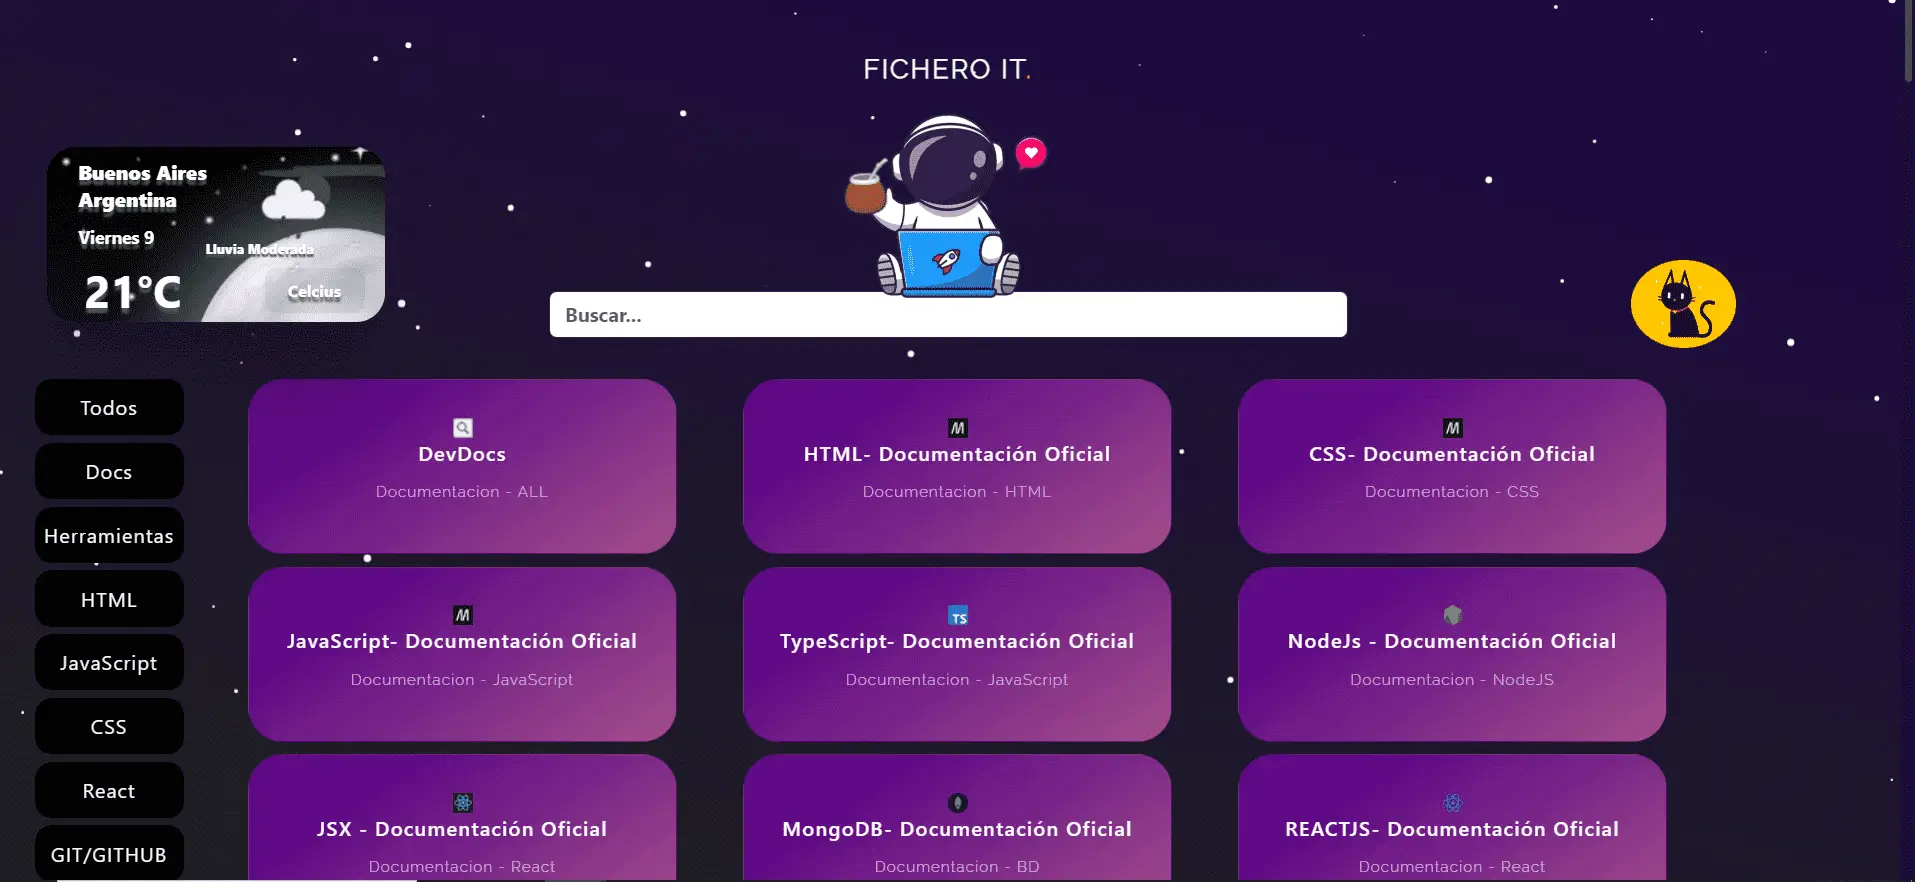 FICHERO IT.
Buenos Aires
Argentina
Viernes 9
Lluvia Moderada
21°C
Celcius
Buscar...
Todos
Docs
Herramientas
HTML
JavaScript
CSS
React
GIT/GITHUB
DevDocs
Documentacion - ALL
M
HTML- Documentación Oficial
Documentacion - HTML
M
CSS- Documentación Oficial
Documentacion - CSS
M
JavaScript- Documentación Oficial
Documentacion - JavaScript
TS
TypeScript- Documentación Oficial
Documentacion - JavaScript
NodeJs - Documentación Oficial
Documentacion - NodeJS
JSX - Documentación Oficial
Documentacion - React
MongoDB- Documentación Oficial
Documentacion - BD
REACTJS- Documentación Oficial
Documentacion - React